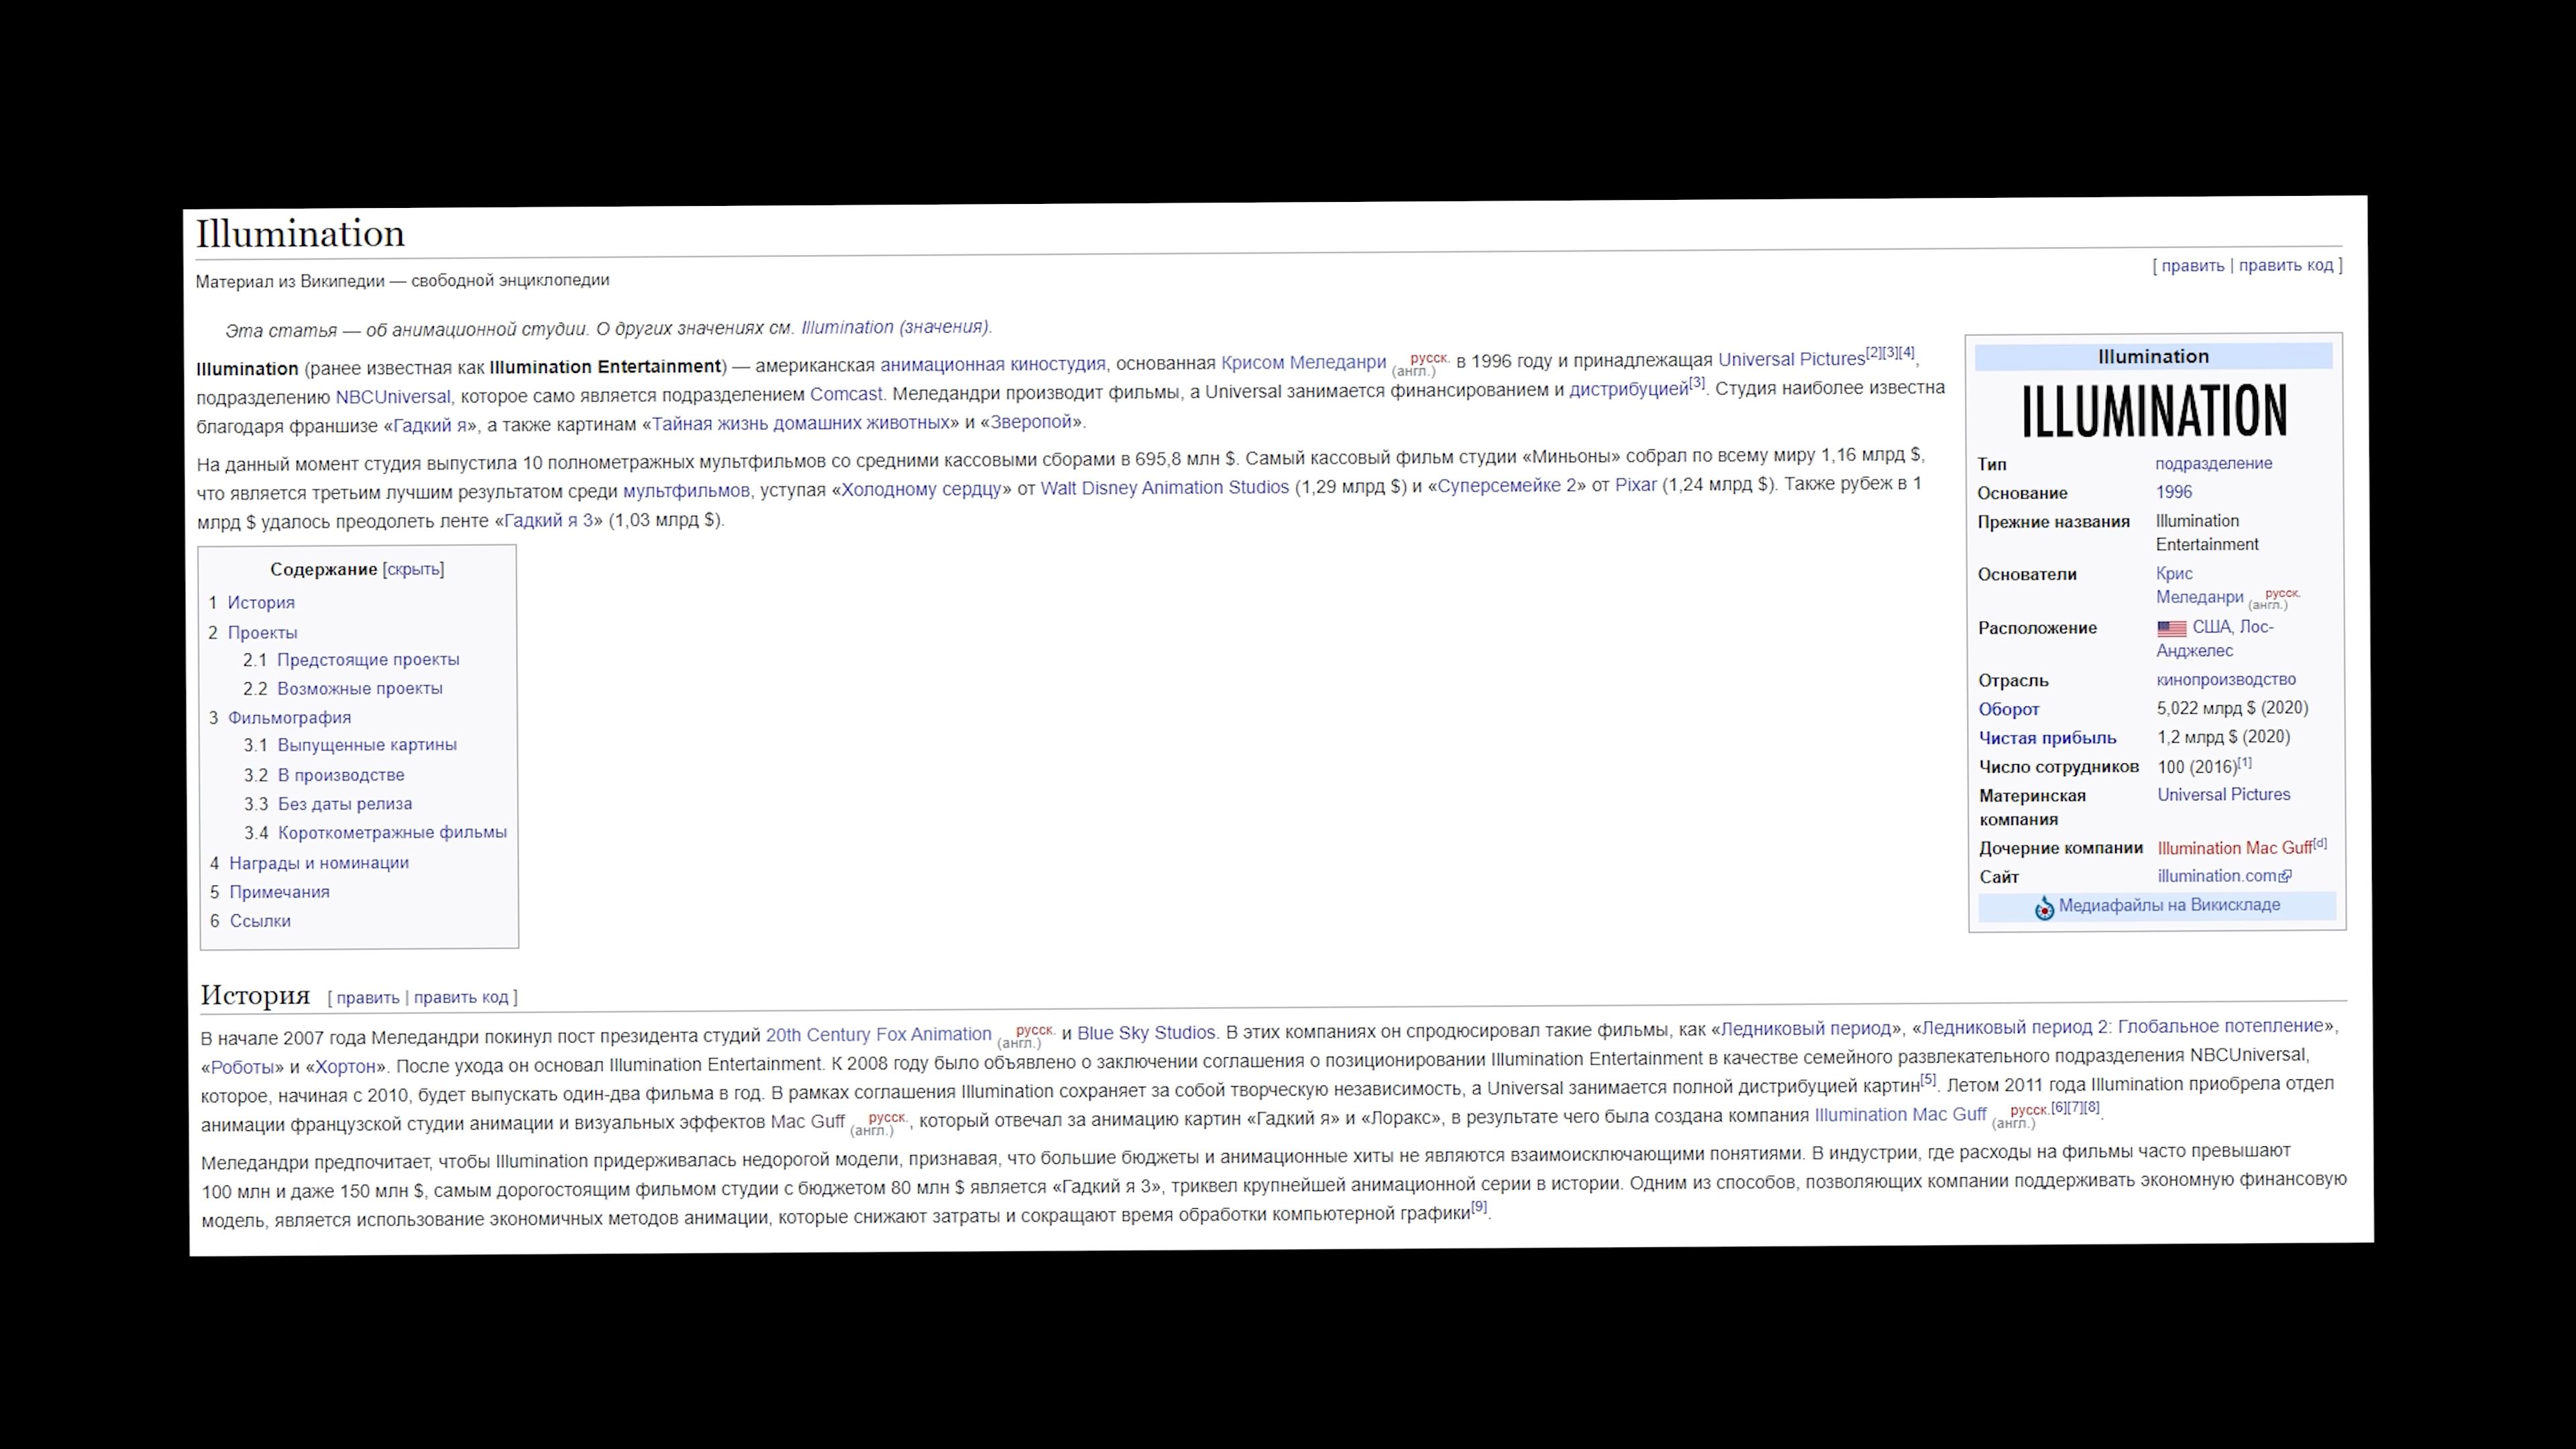 Illumination
Материал из Википедии — свободной энциклопедии
[ править | править код ]
Эта статья — об анимационной студии. О других значениях см. Illumination (значения).
Illumination (ранее известная как Illumination Entertainment) — американская анимационная киностудия, основанная Крисом Меледанри русск. (англ.) в 1996 году и принадлежащая Universal Pictures[2][3][4],
подразделению NBCUniversal, которое само является подразделением Comcast. Меледандри производит фильмы, а Universal занимается финансированием и дистрибуцией[3]. Студия наиболее известна
благодаря франшизе «Гадкий я», а также картинам «Тайная жизнь домашних животных» и «Зверопой».
На данный момент студия выпустила 10 полнометражных мультфильмов со средними кассовыми сборами в 695,8 млн $. Самый кассовый фильм студии «Миньоны» собрал по всему миру 1,16 млрд $,
что является третьим лучшим результатом среди мультфильмов, уступая «Холодному сердцу» от Walt Disney Animation Studios (1,29 млрд $) и «Суперсемейке 2» от Pixar (1,24 млрд $). Также рубеж в 1
млрд $ удалось преодолеть ленте «Гадкий я 3» (1,03 млрд $).
Содержание [скрыть]
1 История
2 Проекты
2.1 Предстоящие проекты
2.2 Возможные проекты
3 Фильмография
3.1 Выпущенные картины
3.2 В производстве
3.3 Без даты релиза
3.4 Короткометражные фильмы
4 Награды и номинации
5 Примечания
6 Ссылки
Illumination
ILLUMINATION
Тип подразделение
Основание 1996
Прежние названия Illumination
Entertainment
Основатели Крис
Меледанри русск. (англ.)
Расположение США, Лос-
Анджелес
Отрасль кинопроизводство
Оборот 5,022 млрд $ (2020)
Чистая прибыль 1,2 млрд $ (2020)
Число сотрудников 100 (2016)[1]
Материнская Universal Pictures
компания
Дочерние компании Illumination Mac Guff[d]
Сайт illumination.com
Медиафайлы на Викискладе
История [ править | править код ]
В начале 2007 года Меледандри покинул пост президента студий 20th Century Fox Animation русск. (англ.) и Blue Sky Studios. В этих компаниях он спродюсировал такие фильмы, как «Ледниковый период», «Ледниковый период 2: Глобальное потепление»,
«Роботы» и «Хортон». После ухода он основал Illumination Entertainment. К 2008 году было объявлено о заключении соглашения о позиционировании Illumination Entertainment в качестве семейного развлекательного подразделения NBCUniversal,
которое, начиная с 2010, будет выпускать один-два фильма в год. В рамках соглашения Illumination сохраняет за собой творческую независимость, а Universal занимается полной дистрибуцией картин[5]. Летом 2011 года Illumination приобрела отдел
анимации французской студии анимации и визуальных эффектов Mac Guff русск. (англ.), который отвечал за анимацию картин «Гадкий я» и «Лоракс», в результате чего была создана компания Illumination Mac Guff русск. (англ.)[6][7][8].
Меледандри предпочитает, чтобы Illumination придерживалась недорогой модели, признавая, что большие бюджеты и анимационные хиты не являются взаимоисключающими понятиями. В индустрии, где расходы на фильмы часто превышают
100 млн и даже 150 млн $, самым дорогостоящим фильмом студии с бюджетом 80 млн $ является «Гадкий я 3», триквел крупнейшей анимационной серии в истории. Одним из способов, позволяющих компании поддерживать экономную финансовую
модель, является использование экономичных методов анимации, которые снижают затраты и сокращают время обработки компьютерной графики[9].